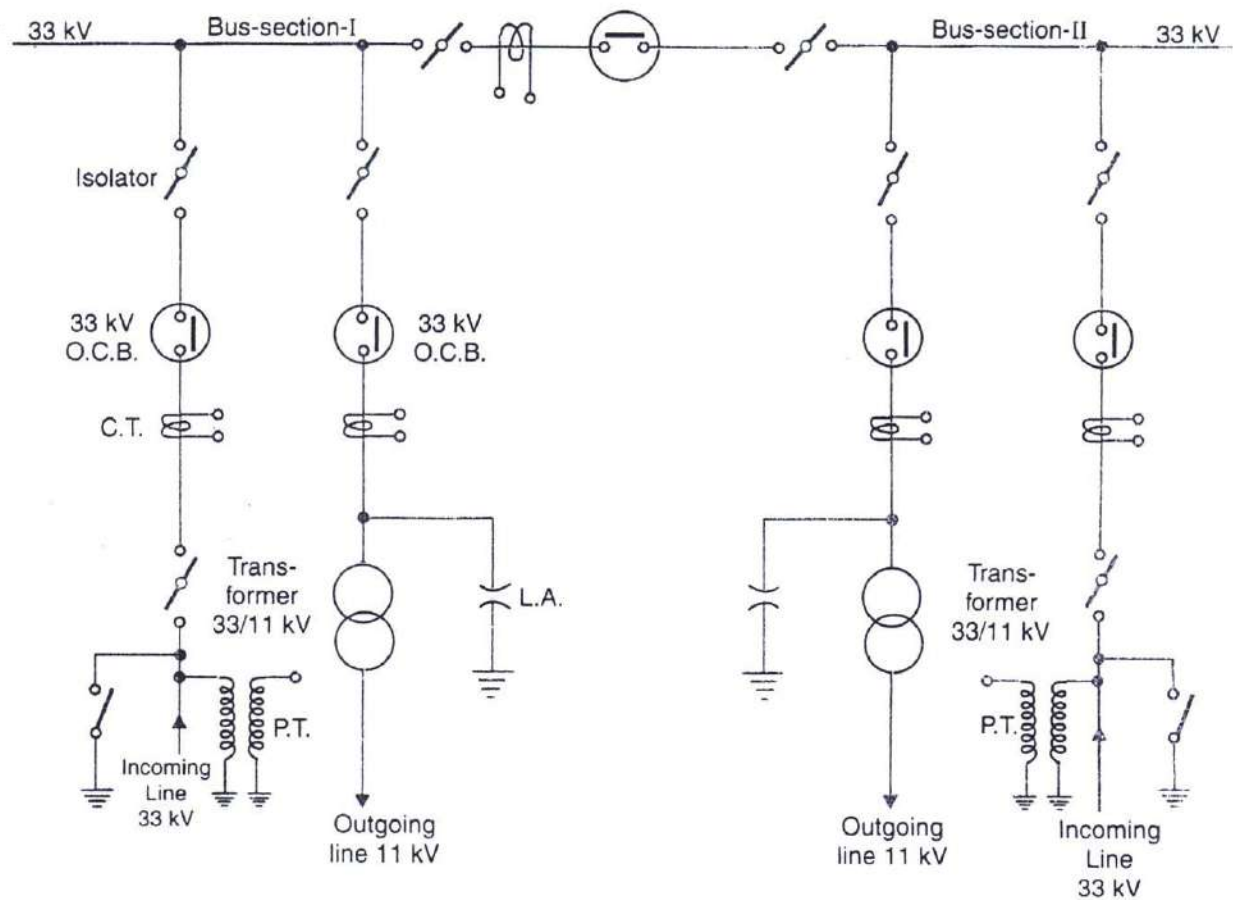 33 kV
Bus-section-I
Bus-section-II
33 kV
Isolator
33 kV
O.C.B.
33 kV
O.C.B.
C.T.
Trans-
former
33/11 kV
L.A.
Trans-
former
33/11 kV
P.T.
P.T.
Incoming
Line
33 kV
Outgoing
line 11 kV
Outgoing
line 11 kV
Incoming
Line
33 kV